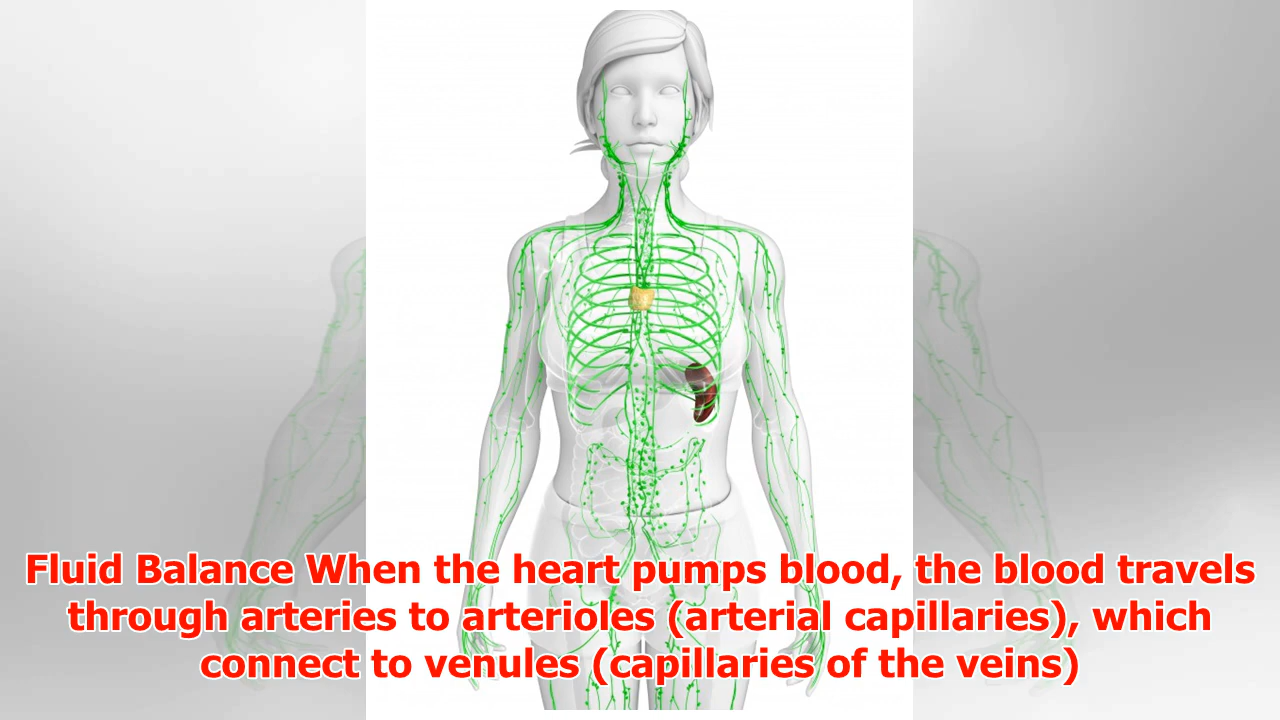 Fluid Balance When the heart pumps blood, the blood travels
through arteries to arterioles (arterial capillaries), which
connect to venules (capillaries of the veins)